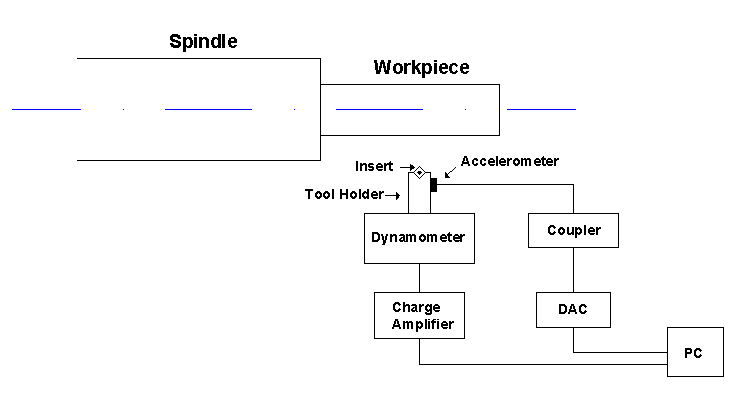 Spindle
Workpiece
Insert
Accelerometer
Tool Holder
Dynamometer
Coupler
Charge
Amplifier
DAC
PC